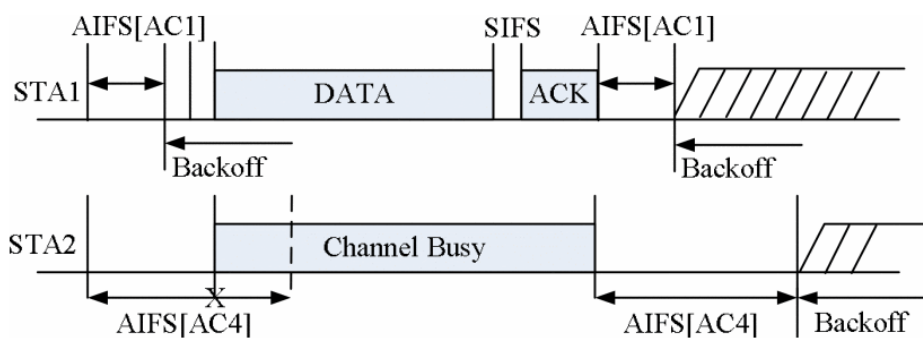 AIFS[AC1] SIFS AIFS[AC1]
STA1 DATA ACK
Backoff Backoff
STA2 Channel Busy
X
AIFS[AC4] AIFS[AC4] Backoff